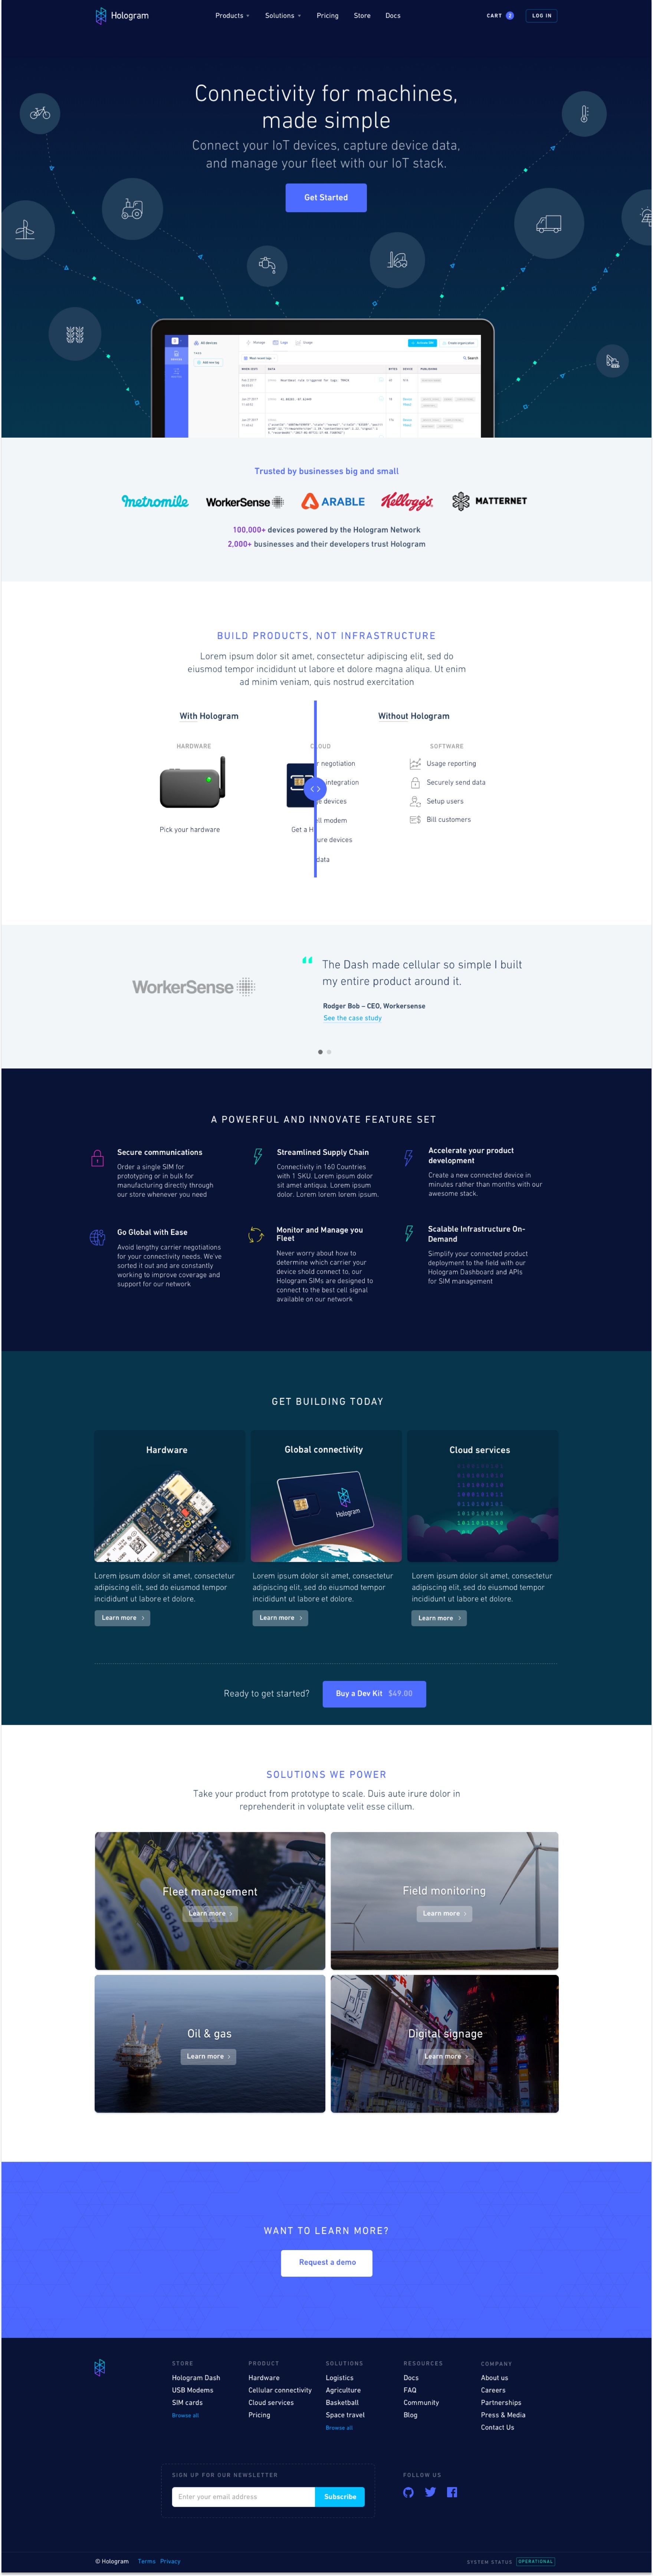 Hologram
Products
Solutions
Pricing
Store
Docs
CART 2
LOG IN
Connectivity for machines,
made simple
Connect your IoT devices, capture device data,
and manage your fleet with our IoT stack.
Get Started
All devices
Manage
Logs
Usage
Search
DATA
Trusted by businesses big and small
metromile
WorkerSense
ARABLE
Kellogg's
MATTERNET
100,000+ devices powered by the Hologram Network
2,000+ businesses and their developers trust Hologram
BUILD PRODUCTS, NOT INFRASTRUCTURE
Lorem ipsum dolor sit amet, consectetur adipiscing elit, sed do
eiusmod tempor incididunt ut labore et dolore magna aliqua. Ut enim
ad minim veniam, quis nostrud exercitation
With Hologram
Without Hologram
HARDWARE
OUD
SOFTWARE
negotiation
integration
devices
ll modem
ure devices
data
Usage reporting
Securely send data
Setup users
Bill customers
Pick your hardware
Get a H
WorkerSense
“ The Dash made cellular so simple I built
my entire product around it.
Rodger Bob – CEO, Workersense
See the case study
A POWERFUL AND INNOVATE FEATURE SET
Secure communications
Order a single SIM for
prototyping or in bulk for
manufacturing directly through
our store whenever you need
Streamlined Supply Chain
Connectivity in 160 Countries
with 1 SKU. Lorem ipsum dolor
sit amet antiqua. Lorem ipsum
dolor. Lorem lorem lorem ipsum.
Accelerate your product
development
Create a new connected device in
minutes rather than months with our
awesome stack.
Go Global with Ease
Avoid lengthy carrier negotiations
for your connectivity needs. We've
sorted it out and are constantly
working to improve coverage and
support for our network
Monitor and Manage you
Fleet
Never worry about how to
determine which carrier your
device shold connect to, our
Hologram SIMs are designed to
connect to the best cell signal
available on our network
Scalable Infrastructure On-
Demand
Simplify your connected product
deployment to the field with our
Hologram Dashboard and APIs
for SIM management
GET BUILDING TODAY
Hardware
Global connectivity
Hologram
Cloud services
Lorem ipsum dolor sit amet, consectetur
adipiscing elit, sed do eiusmod tempor
incididunt ut labore et dolore.
Learn more
Lorem ipsum dolor sit amet, consectetur
adipiscing elit, sed do eiusmod tempor
incididunt ut labore et dolore.
Learn more
Lorem ipsum dolor sit amet, consectetur
adipiscing elit, sed do eiusmod tempor
incididunt ut labore et dolore.
Learn more
Ready to get started?
Buy a Dev Kit $49.00
SOLUTIONS WE POWER
Take your product from prototype to scale. Duis aute irure dolor in
reprehenderit in voluptate velit esse cillum.
Fleet management
Learn more
86143
Field monitoring
Learn more
Oil & gas
Learn more
Digital signage
Learn more
WANT TO LEARN MORE?
Request a demo
STORE
Hologram Dash
USB Modems
SIM cards
Browse all
PRODUCT
Hardware
Cellular connectivity
Cloud services
Pricing
SOLUTIONS
Logistics
Agriculture
Basketball
Space travel
Browse all
RESOURCES
Docs
FAQ
Community
Blog
COMPANY
About us
Careers
Partnerships
Press & Media
Contact Us
SIGN UP FOR OUR NEWSLETTER
Enter your email address
Subscribe
FOLLOW US
© Hologram
Terms
Privacy
SYSTEM STATUS
OPERATIONAL